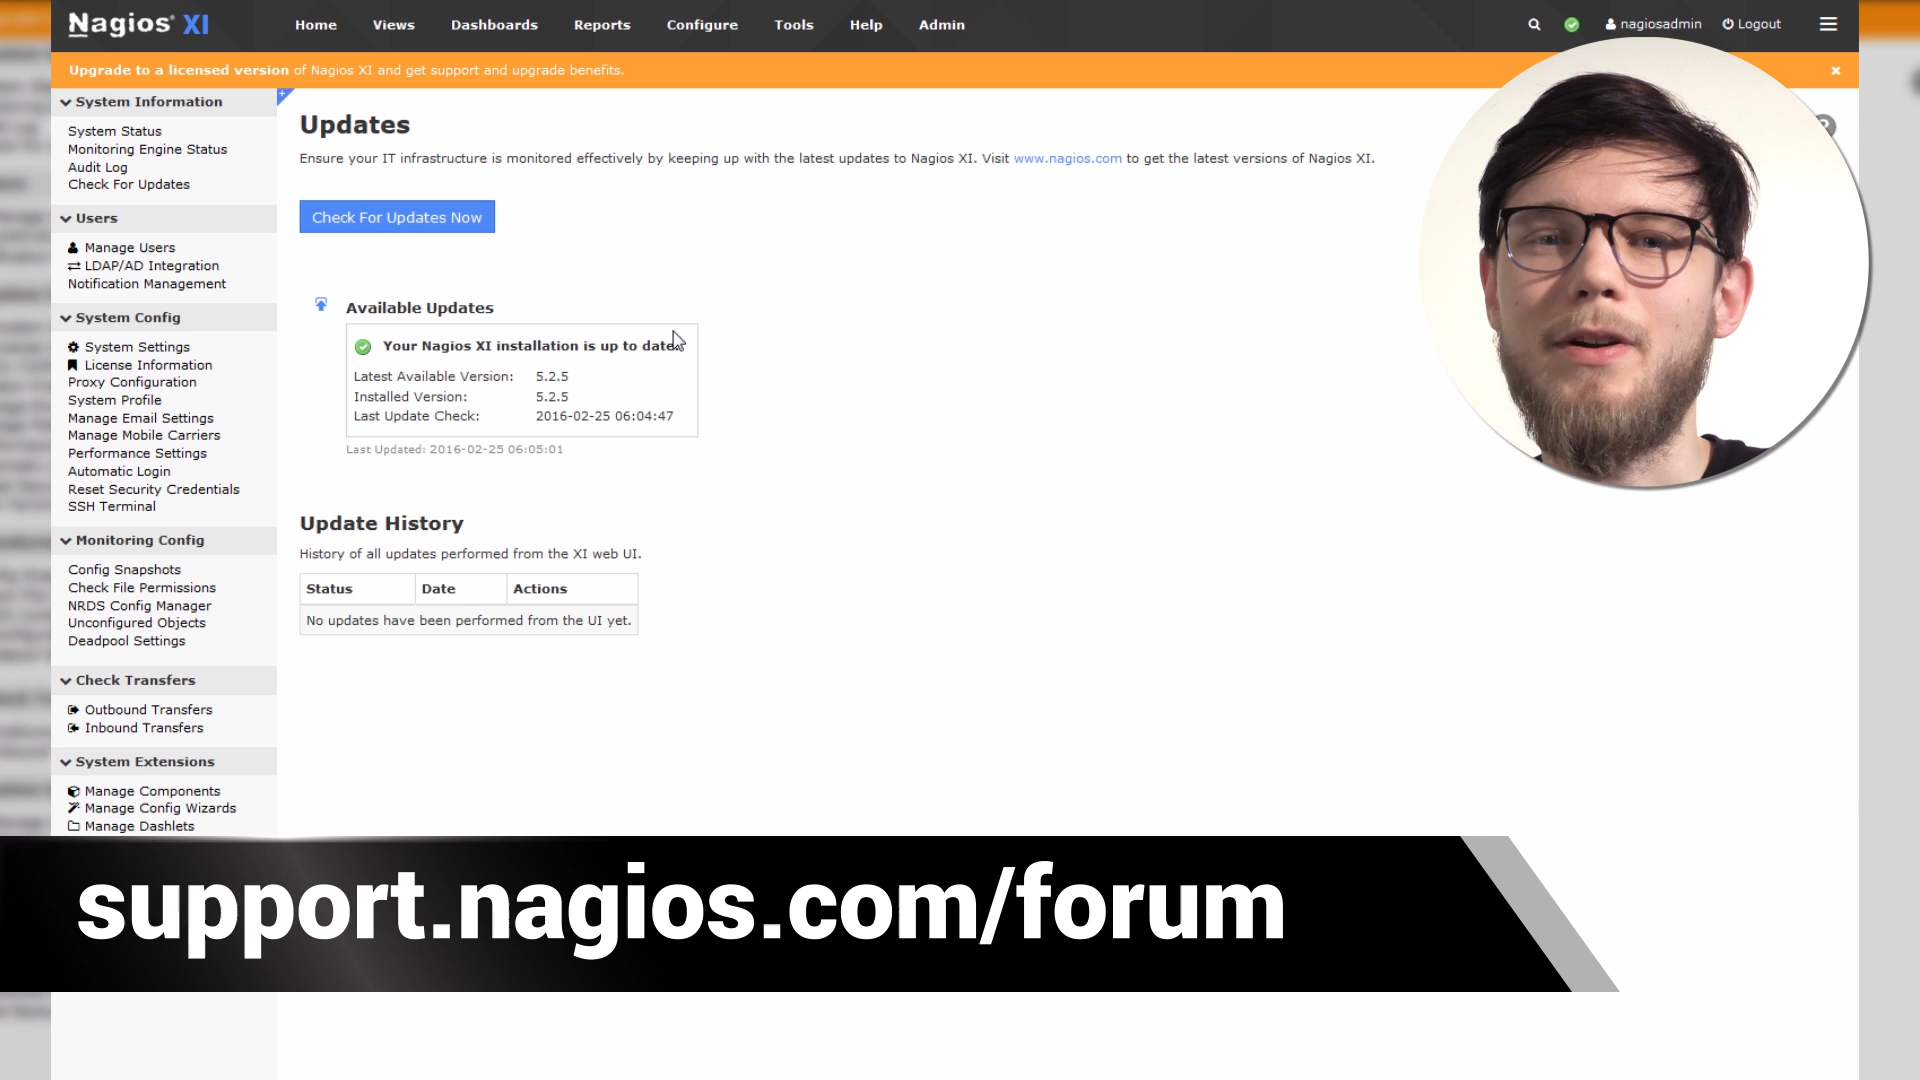 Nagios® XI
Home Views Dashboards Reports Configure Tools Help Admin
nagiosadmin Logout
Upgrade to a licensed version of Nagios XI and get support and upgrade benefits.
System Information
System Status
Monitoring Engine Status
Audit Log
Check For Updates
Users
Manage Users
LDAP/AD Integration
Notification Management
System Config
System Settings
License Information
Proxy Configuration
System Profile
Manage Email Settings
Manage Mobile Carriers
Performance Settings
Automatic Login
Reset Security Credentials
SSH Terminal
Monitoring Config
Config Snapshots
Check File Permissions
NRDS Config Manager
Unconfigured Objects
Deadpool Settings
Check Transfers
Outbound Transfers
Inbound Transfers
System Extensions
Manage Components
Manage Config Wizards
Manage Dashlets
Updates
Ensure your IT infrastructure is monitored effectively by keeping up with the latest updates to Nagios XI. Visit www.nagios.com to get the latest versions of Nagios XI.
Check For Updates Now
Available Updates
Your Nagios XI installation is up to date.
Latest Available Version: 5.2.5
Installed Version: 5.2.5
Last Update Check: 2016-02-25 06:04:47
Last Updated: 2016-02-25 06:05:01
Update History
History of all updates performed from the XI web UI.
Status Date Actions
No updates have been performed from the UI yet.
support.nagios.com/forum